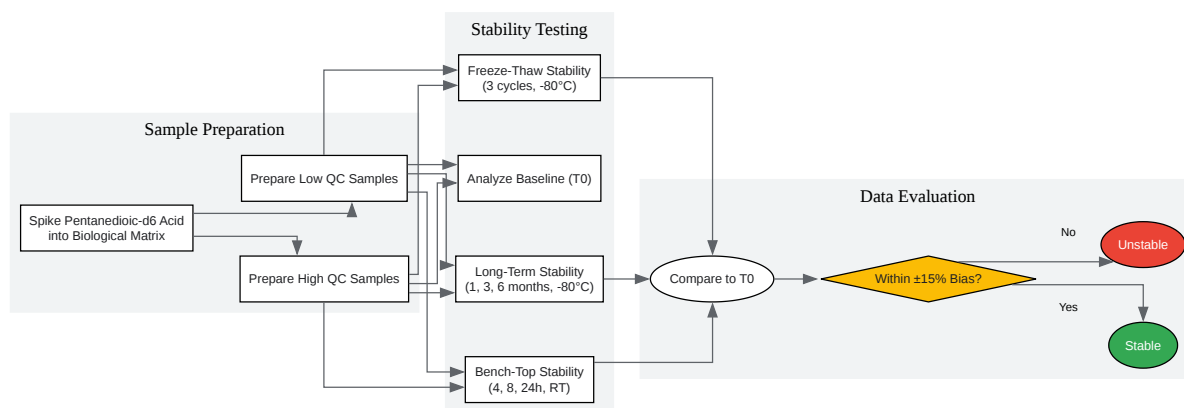 Stability Testing
Freeze-Thaw Stability
(3 cycles, -80°C)
Sample Preparation
Prepare Low QC Samples
Analyze Baseline (T0)
Spike Pentanedioic-d6 Acid
into Biological Matrix
Prepare High QC Samples
Long-Term Stability
(1, 3, 6 months, -80°C)
Bench-Top Stability
(4, 8, 24h, RT)
Data Evaluation
Compare to T0
Within ±15% Bias?
No
Unstable
Yes
Stable